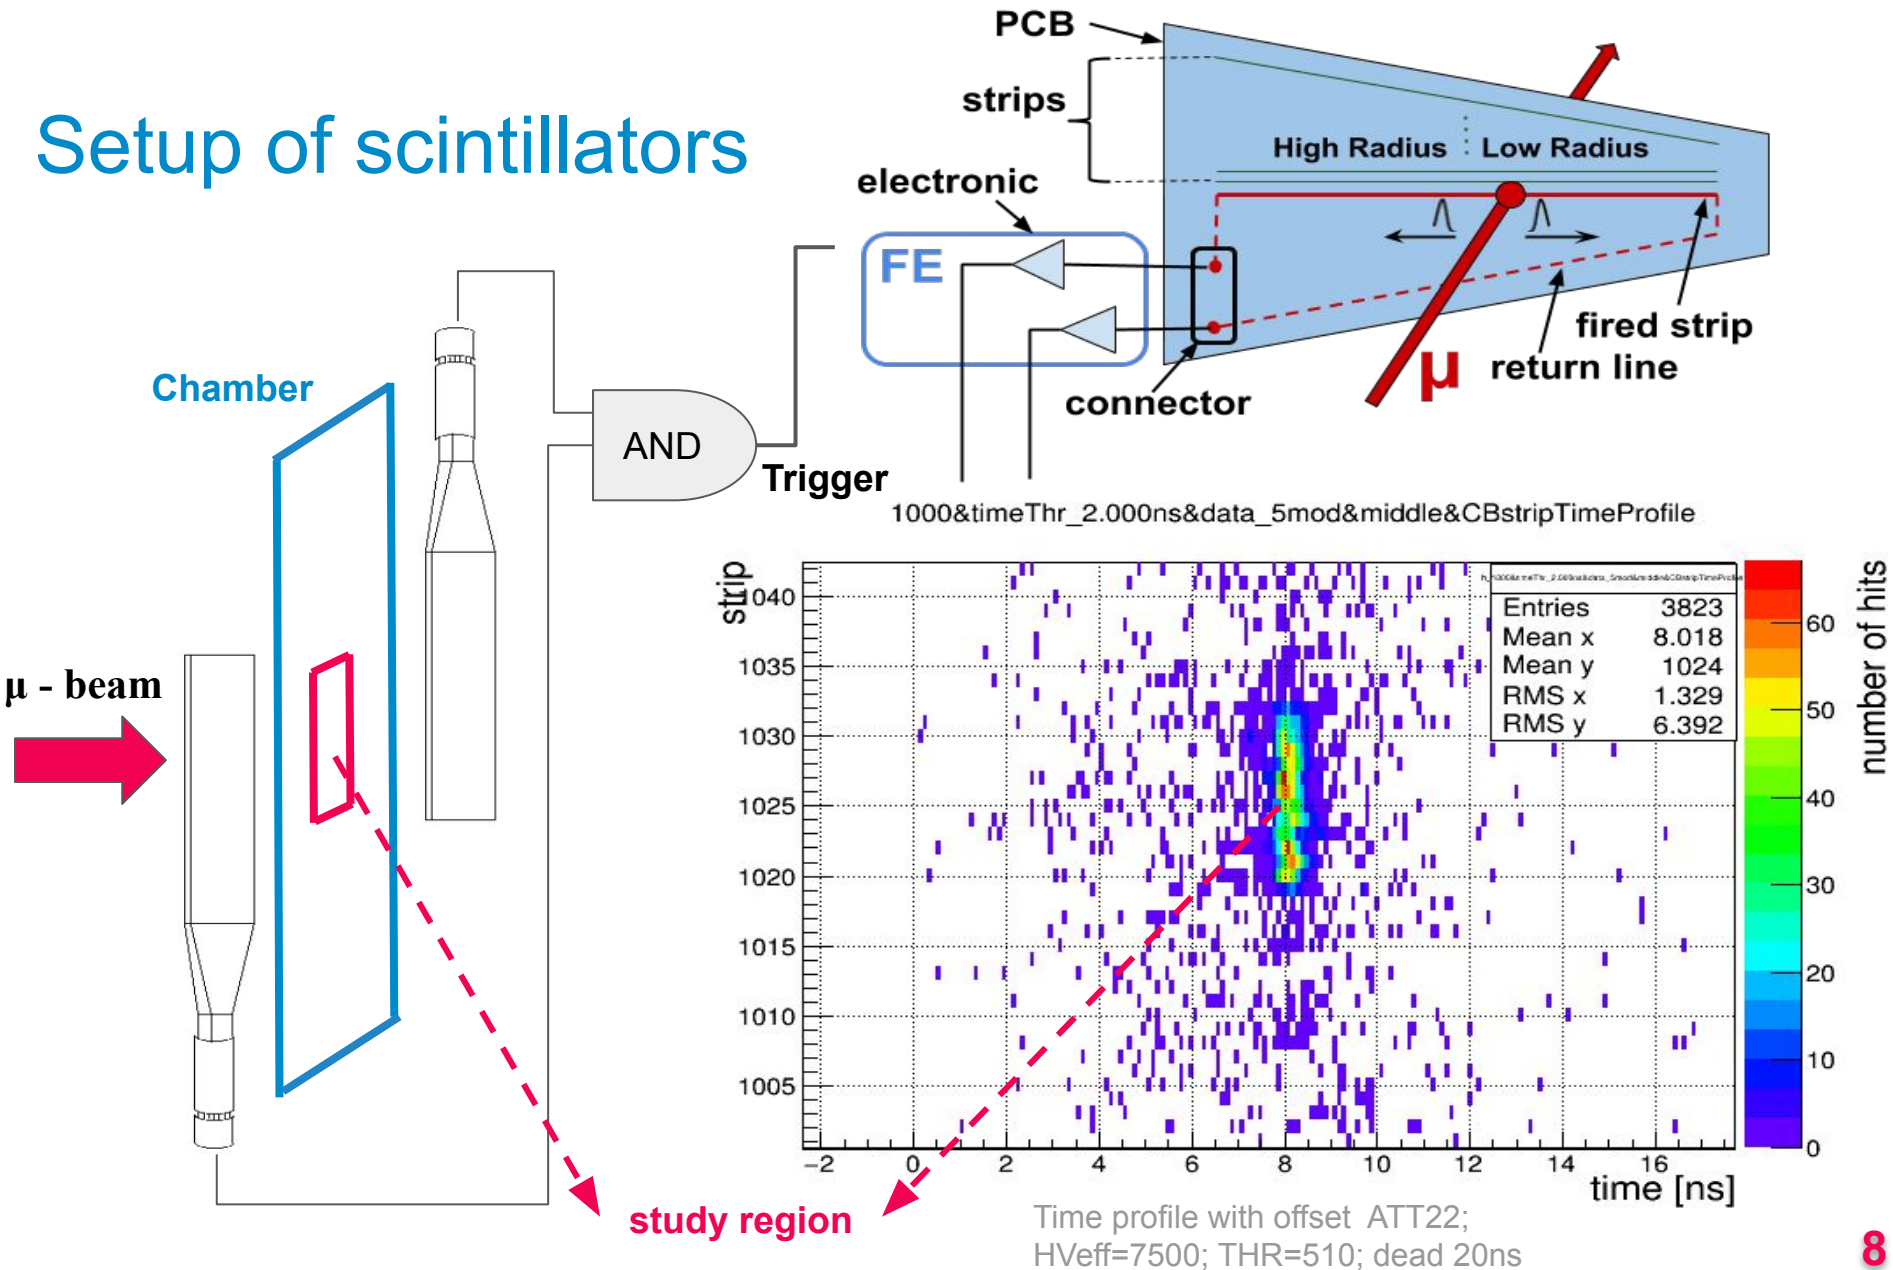 Setup of scintillators
PCB
strips
High Radius
Low Radius
electronic
FE
fired strip
return line
μ
connector
Chamber
AND
Trigger
μ - beam
study region
1000&timeThr_2.000ns&data_5mod&middle&CBstripTimeProfile
strip
1040
1035
1030
1025
1020
1015
1010
1005
−2 0 2 4 6 8 10 12 14 16
time [ns]
Entries 3823
Mean x 8.018
Mean y 1024
RMS x 1.329
RMS y 6.392
60
50
40
30
20
10
0
number of hits
Time profile with offset ATT22;
HVeff=7500; THR=510; dead 20ns
8